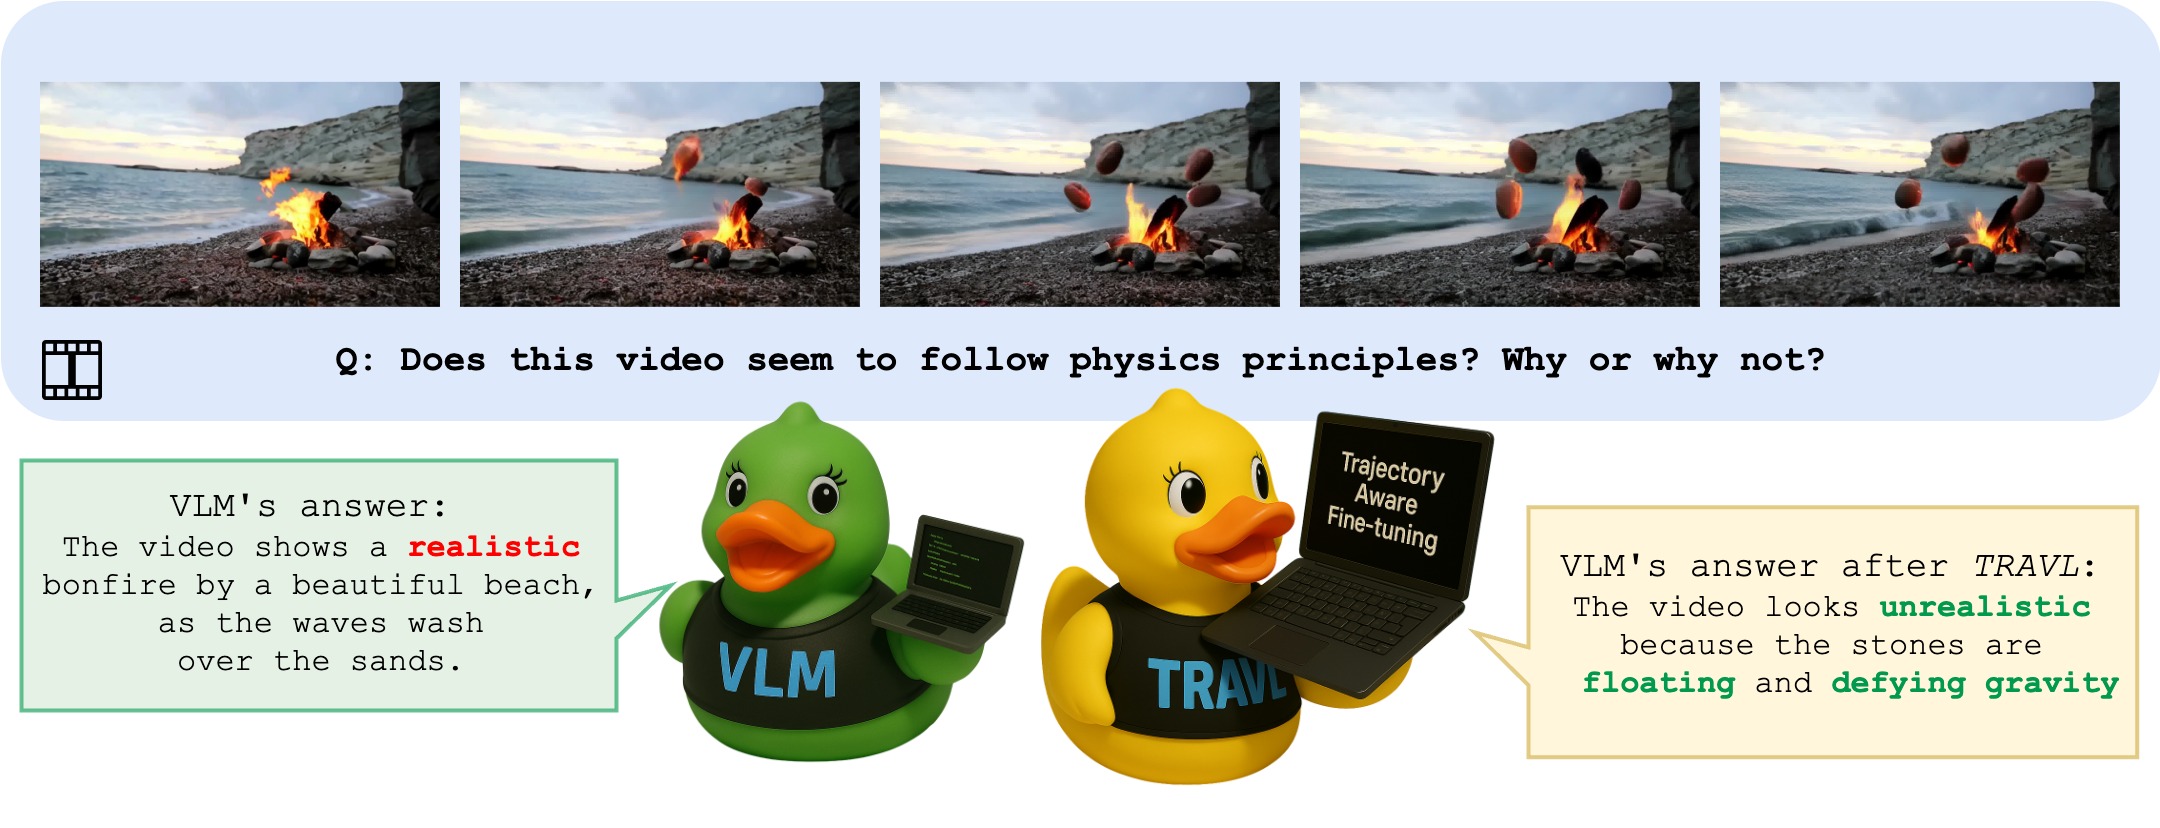 Q: Does this video seem to follow physics principles? Why or why not?
VLM's answer:
The video shows a realistic
bonfire by a beautiful beach,
as the waves wash
over the sands.
VLM
TRAVL
Trajectory
Aware
Fine-tuning
VLM's answer after TRAVL:
The video looks unrealistic
because the stones are
floating and defying gravity